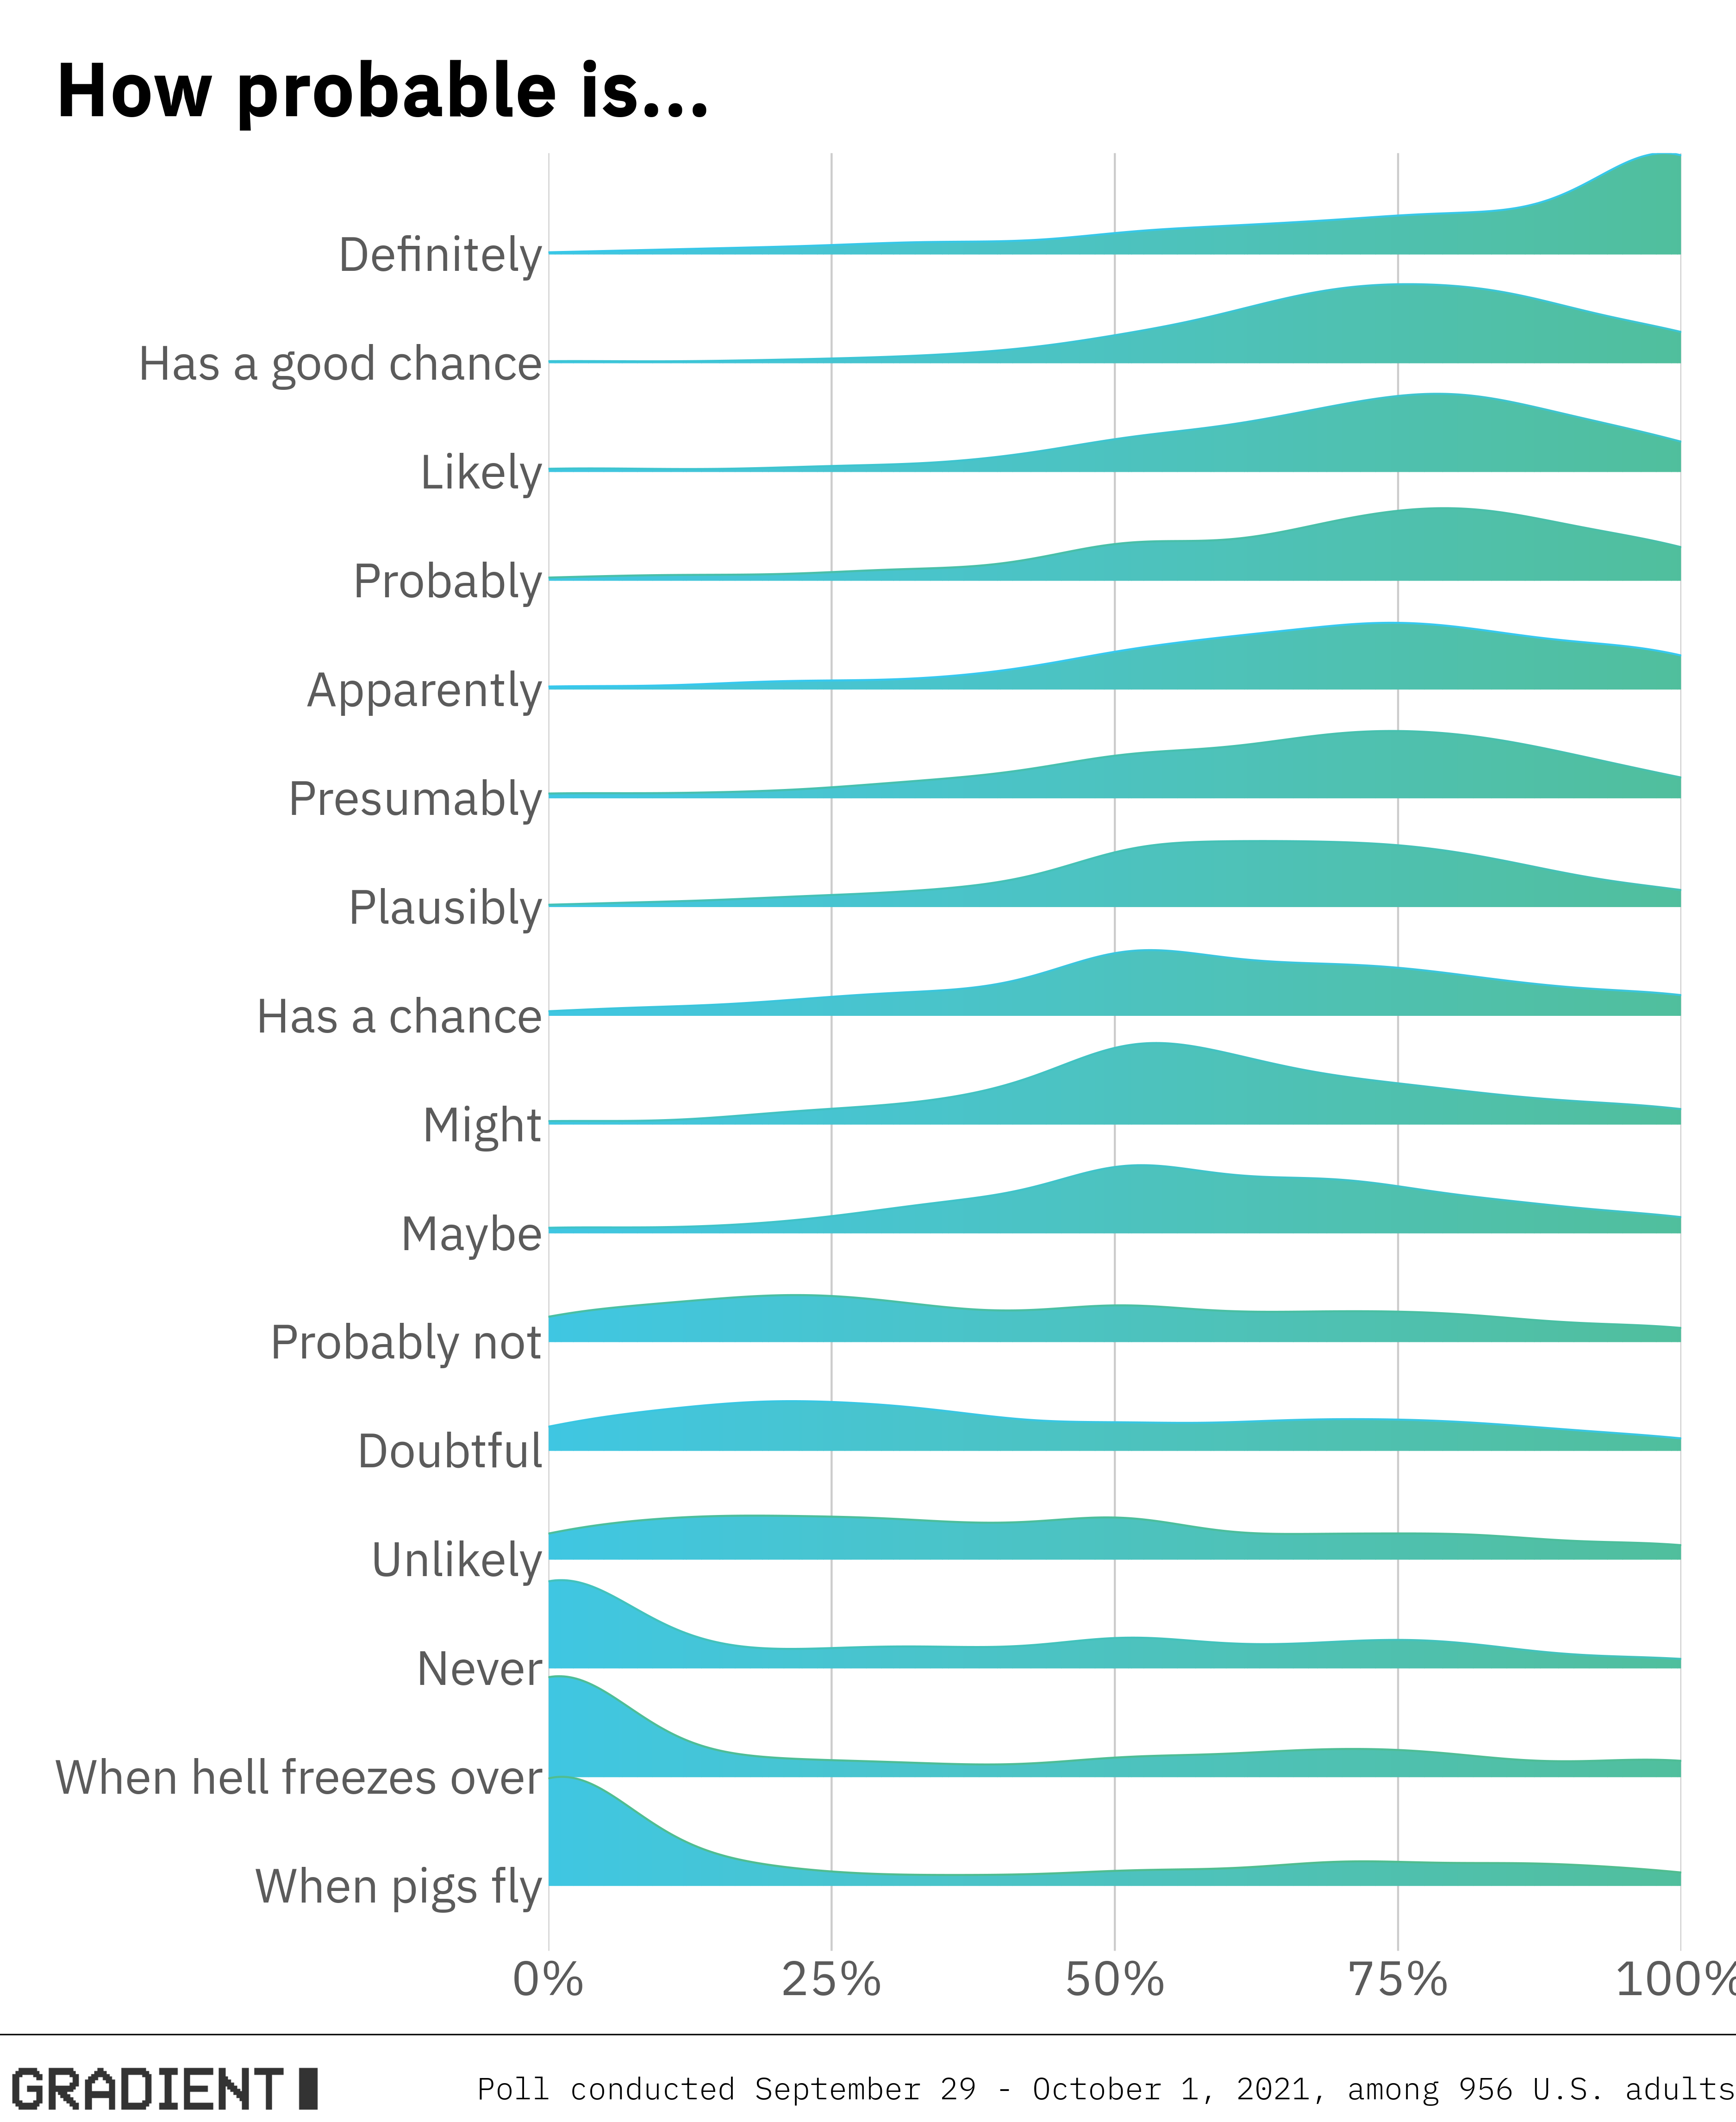 How probable is...
Definitely
Has a good chance
Likely
Probably
Apparently
Presumably
Plausibly
Has a chance
Might
Maybe
Probably not
Doubtful
Unlikely
Never
When hell freezes over
When pigs fly
0% 25% 50% 75% 100%
GRADIENT
Poll conducted September 29 - October 1, 2021, among 956 U.S. adults